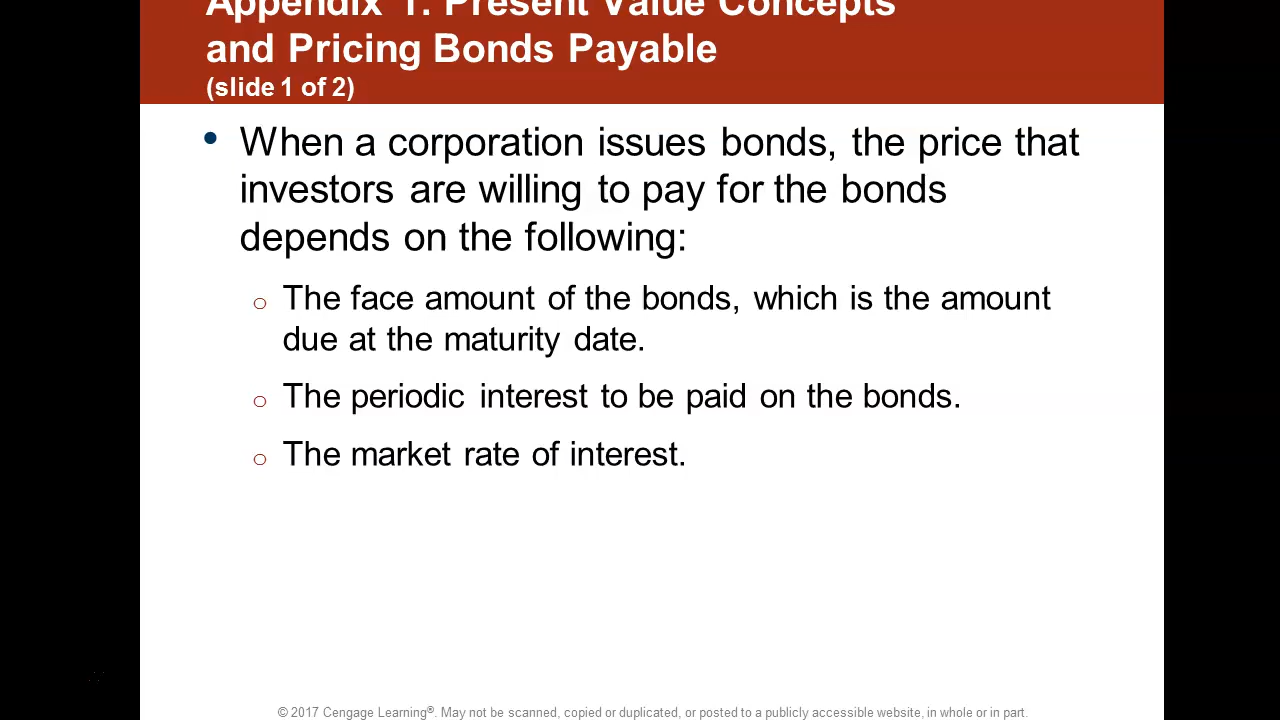 Appendix 1: Present Value Concepts
and Pricing Bonds Payable
(slide 1 of 2)
• When a corporation issues bonds, the price that
investors are willing to pay for the bonds
depends on the following:
o The face amount of the bonds, which is the amount
due at the maturity date.
o The periodic interest to be paid on the bonds.
o The market rate of interest.
© 2017 Cengage Learning®. May not be scanned, copied or duplicated, or posted to a publicly accessible website, in whole or in part.